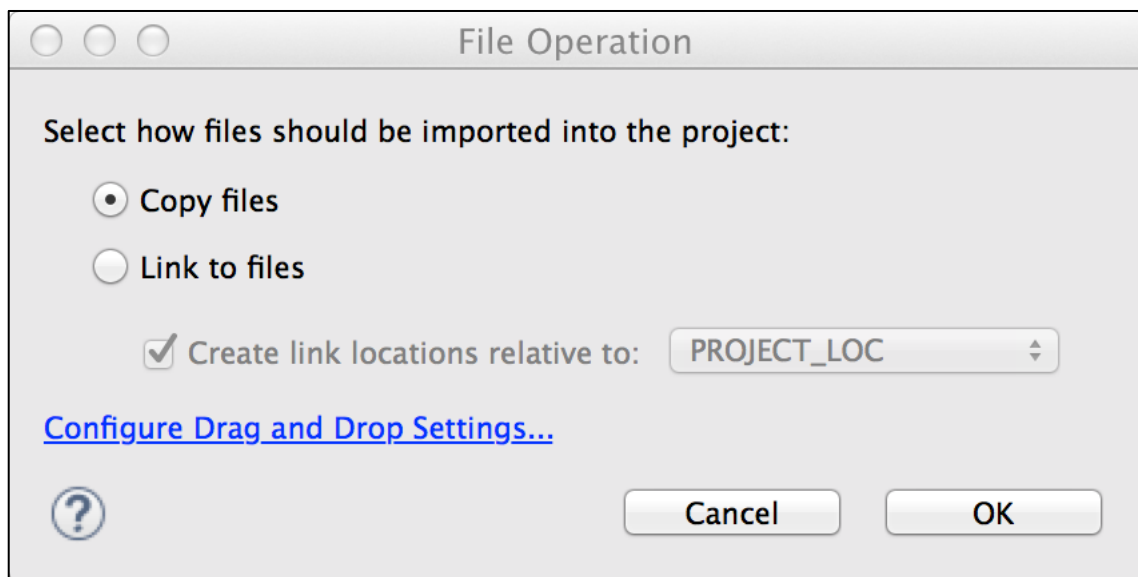 File Operation
Select how files should be imported into the project:
Copy files
Link to files
Create link locations relative to: PROJECT_LOC
Configure Drag and Drop Settings...
? Cancel OK